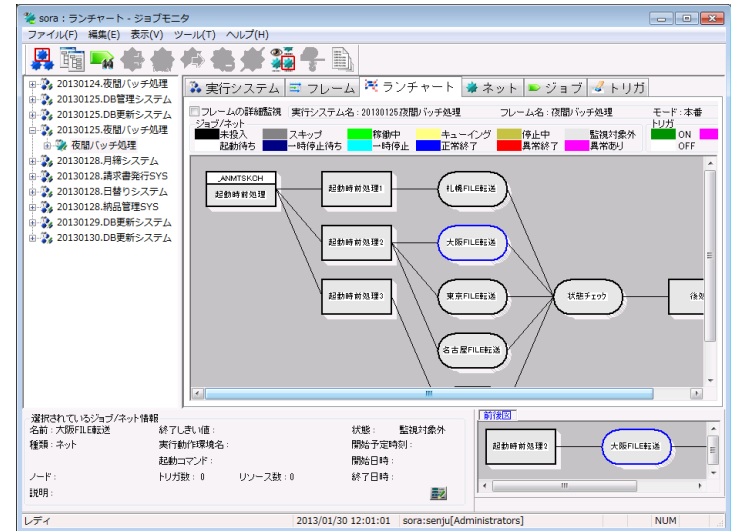 sora : ランチャート - ジョブモニタ
ファイル(F) 編集(E) 表示(V) ツール(T) ヘルプ(H)
20130124.夜間バッチ処理
20130125.DB管理システム
20130125.DB更新システム
20130125.夜間バッチ処理
夜間バッチ処理
20130128.月締システム
20130128.請求書発行SYS
20130128.日替りシステム
20130128.納品管理SYS
20130129.DB更新システム
20130130.DB更新システム
実行システム フレーム ランチャート ネット ジョブ トリガ
フレームの詳細監視 実行システム名 : 20130125.夜間バッチ処理 フレーム名 : 夜間バッチ処理 モード : 本番
ジョブ/ネット トリガ
未投入 スキップ 稼働中 キューイング 停止中 監視対象外 ON
起動待ち 一時停止待ち 一時停止 正常終了 異常終了 異常あり OFF
_ANMTSKCH
起動時前処理
起動時前処理1
札幌FILE転送
起動時前処理2
大阪FILE転送
起動時前処理3
東京FILE転送
状態チェック
後処
名古屋FILE転送
選択されているジョブ/ネット情報
名前 : 大阪FILE転送 終了しきい値 : 状態 : 監視対象外
種類 : ネット 実行動作環境名 : 開始予定時刻 :
起動コマンド : 開始日時 :
ノード : トリガ数 : 0 リソース数 : 0 終了日時 :
説明 :
前後図
起動時前処理2
大阪FILE転送
レディ 2013/01/30 12:01:01 sora:senju[Administrators] NUM